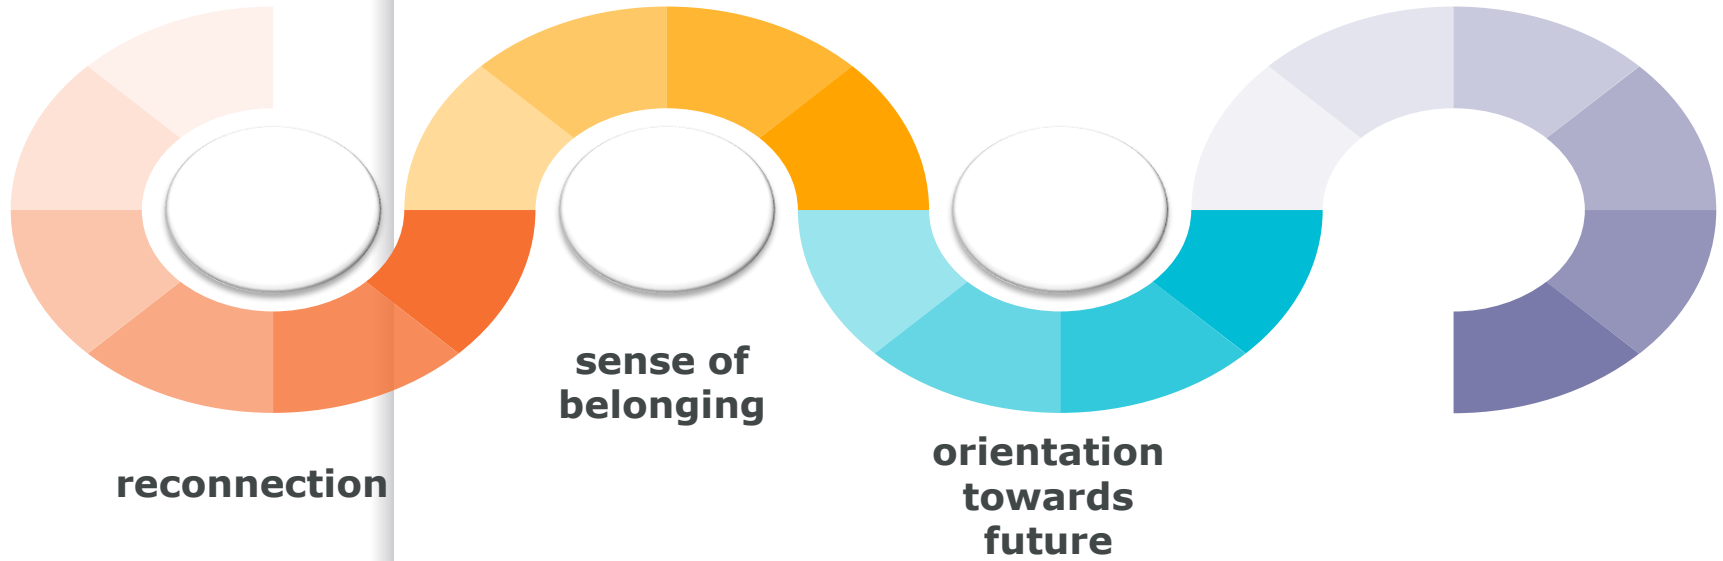 reconnection
sense of
belonging
orientation
towards
future